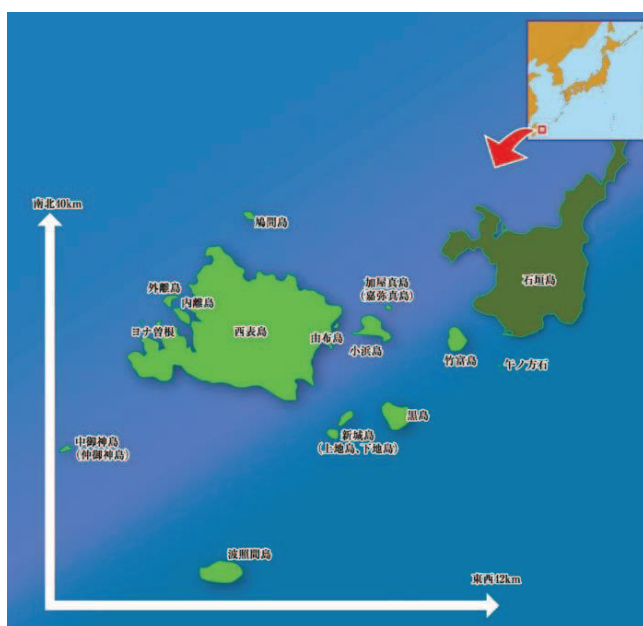 南北40km
鳩間島
石垣島
加屋真島
(嘉弥真島)
外離島
内離島
ヨナ曽根
西表島
由布島
小浜島
竹富島
午ノ方石
黒島
新城島
(上地島、下地島)
中御神島
(仲御神島)
波照間島
東西42km